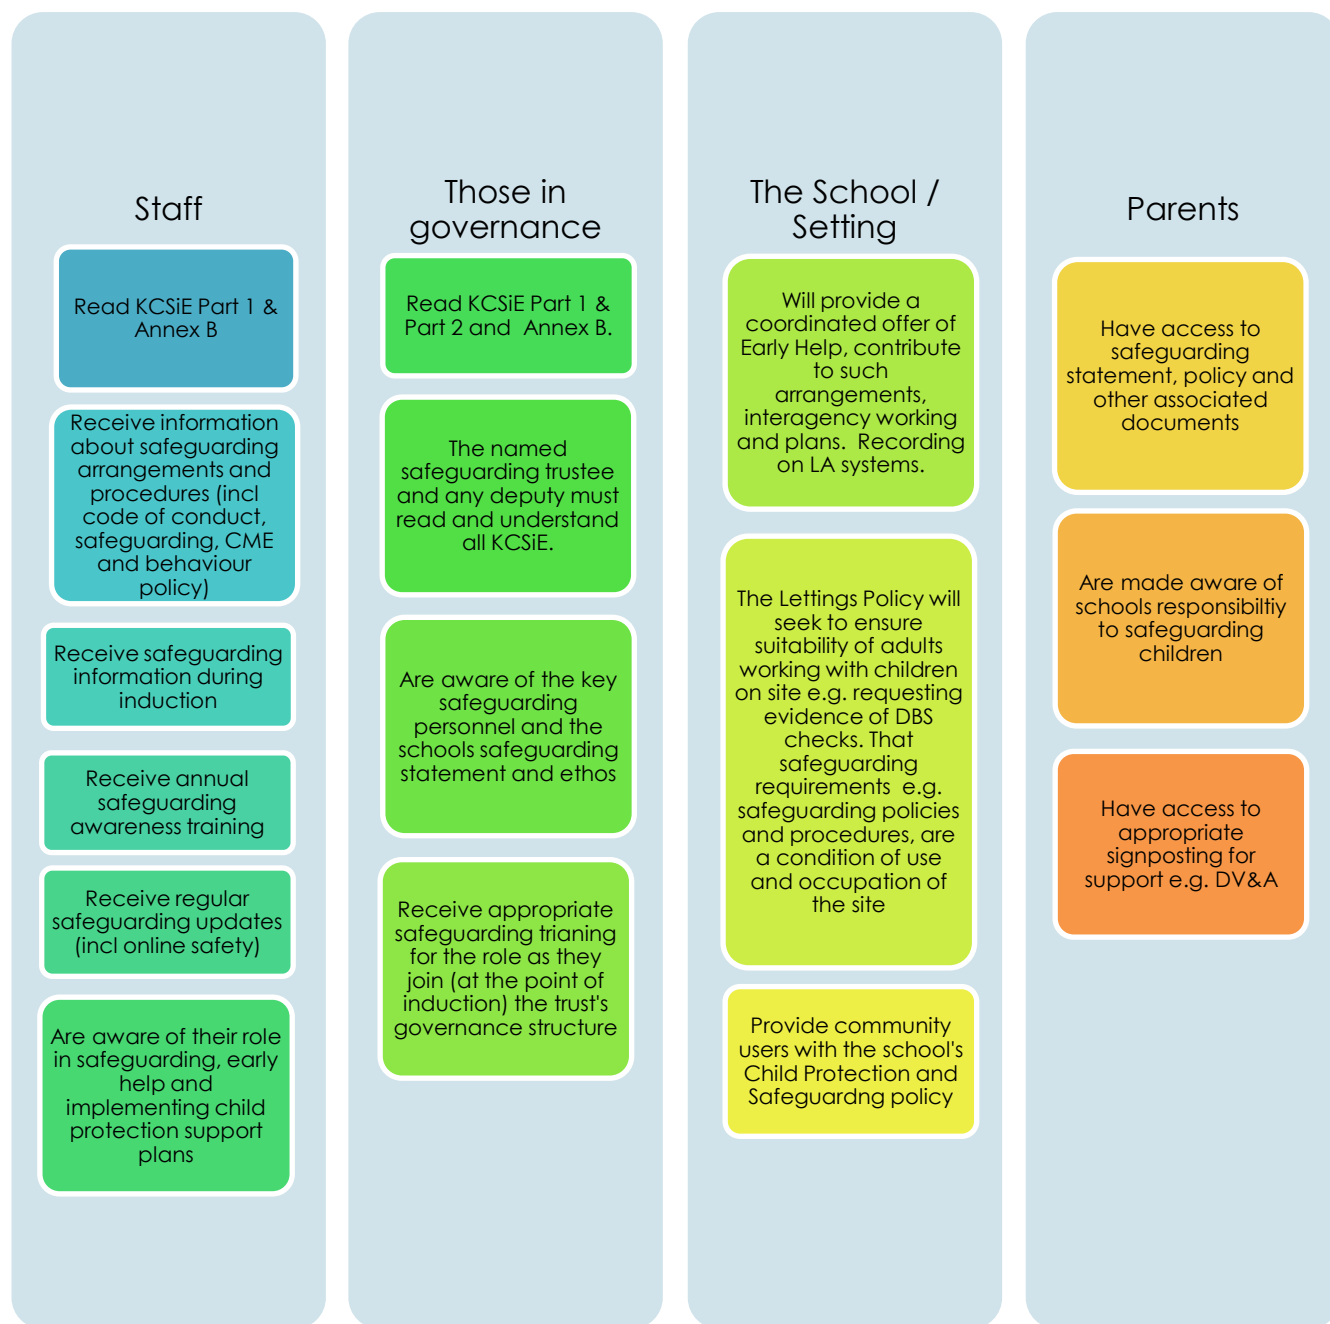 Staff
Read KCSiE Part 1 &
Annex B
Receive information
about safeguarding
arrangements and
procedures (incl
code of conduct,
safeguarding, CME
and behaviour
policy)
Receive safeguarding
information during
induction
Receive annual
safeguarding
awareness training
Receive regular
safeguarding updates
(incl online safety)
Are aware of their role
in safeguarding, early
help and
implementing child
protection support
plans
Those in
governance
Read KCSiE Part 1 &
Part 2 and  Annex B.
The named
safeguarding trustee
and any deputy must
read and understand
all KCSiE.
Are aware of the key
safeguarding
personnel and the
schools safeguarding
statement and ethos
Receive appropriate
safeguarding trianing
for the role as they
join (at the point of
induction) the trust's
governance structure
The School /
Setting
Will provide a
coordinated offer of
Early Help, contribute
to such
arrangements,
interagency working
and plans.  Recording
on LA systems.
The Lettings Policy will
seek to ensure
suitability of adults
working with children
on site e.g. requesting
evidence of DBS
checks. That
safeguarding
requirements  e.g.
safeguarding policies
and procedures, are
a condition of use
and occupation of
the site
Provide community
users with the school's
Child Protection and
Safeguardng policy
Parents
Have access to
safeguarding
statement, policy and
other associated
documents
Are made aware of
schools responsibiltiy
to safeguarding
children
Have access to
appropriate
signposting for
support e.g. DV&A